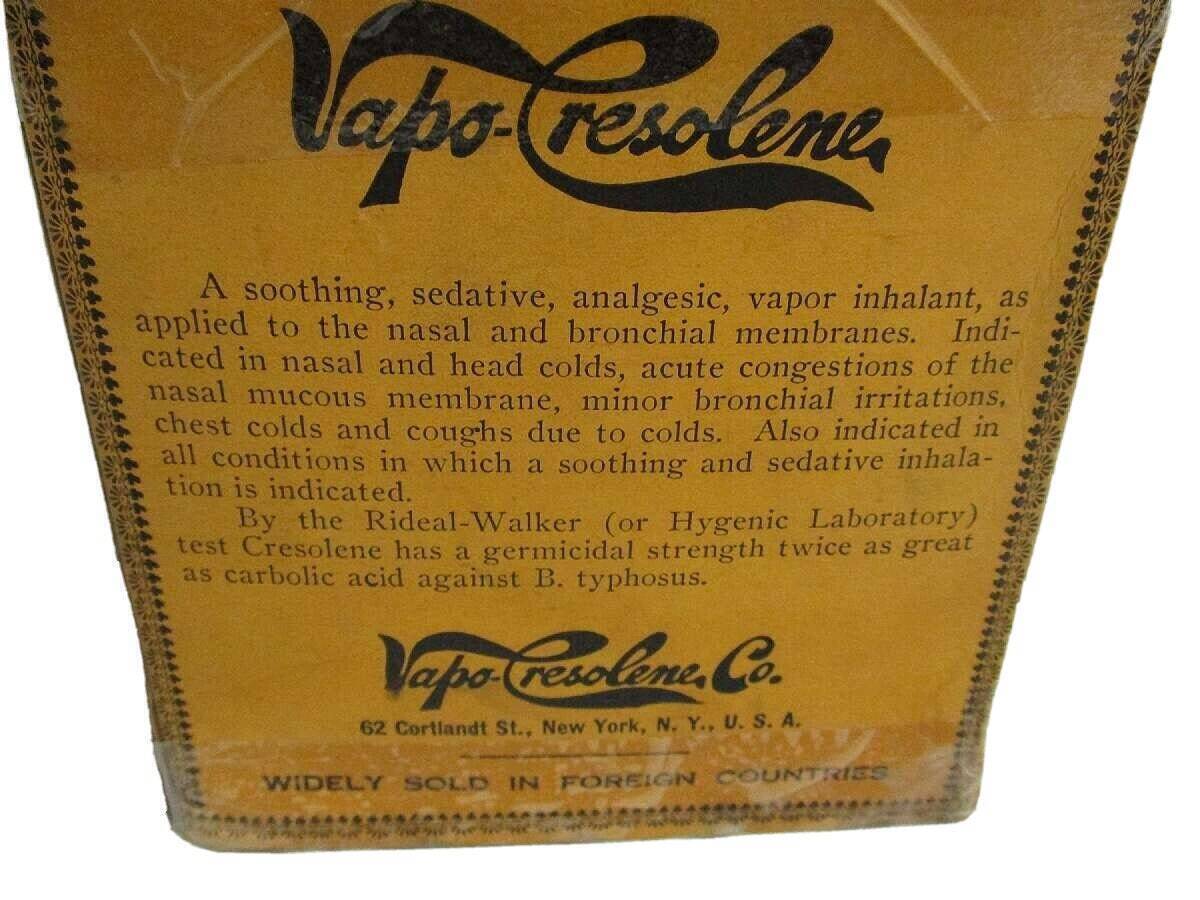 Vapo-Cresolene.
A soothing, sedative, analgesic, vapor inhalant, as
applied to the nasal and bronchial membranes. Indi-
cated in nasal and head colds, acute congestions of the
nasal mucous membrane, minor bronchial irritations,
chest colds and coughs due to colds. Also indicated in
all conditions in which a soothing and sedative inhala-
tion is indicated.
By the Rideal-Walker (or Hygenic Laboratory)
test Cresolene has a germicidal strength twice as great
as carbolic acid against B. typhosus.
Vapo-Cresolene. Co.
62 Cortlandt St., New York, N. Y., U. S. A.
WIDELY SOLD IN FOREIGN COUNTRIES